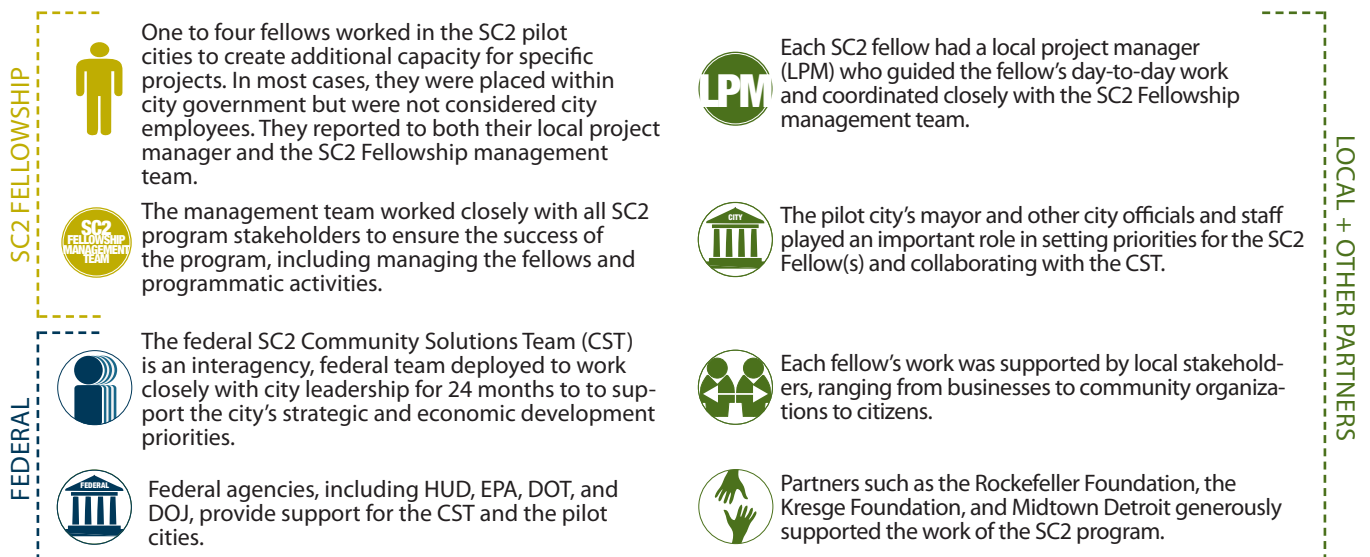 SC2 FELLOWSHIP
One to four fellows worked in the SC2 pilot
cities to create additional capacity for specific
projects. In most cases, they were placed within
city government but were not considered city
employees. They reported to both their local project
manager and the SC2 Fellowship management
team.
SC2
FELLOWSHIP
MANAGEMENT
TEAM
The management team worked closely with all SC2
program stakeholders to ensure the success of
the program, including managing the fellows and
programmatic activities.
FEDERAL
The federal SC2 Community Solutions Team (CST)
is an interagency, federal team deployed to work
closely with city leadership for 24 months to to sup-
port the city's strategic and economic development
priorities.
FEDERAL
Federal agencies, including HUD, EPA, DOT, and
DOJ, provide support for the CST and the pilot
cities.
LOCAL + OTHER PARTNERS
LPM
Each SC2 fellow had a local project manager
(LPM) who guided the fellow's day-to-day work
and coordinated closely with the SC2 Fellowship
management team.
CITY
The pilot city's mayor and other city officials and staff
played an important role in setting priorities for the SC2
Fellow(s) and collaborating with the CST.
Each fellow's work was supported by local stakehold-
ers, ranging from businesses to community organiza-
tions to citizens.
Partners such as the Rockefeller Foundation, the
Kresge Foundation, and Midtown Detroit generously
supported the work of the SC2 program.